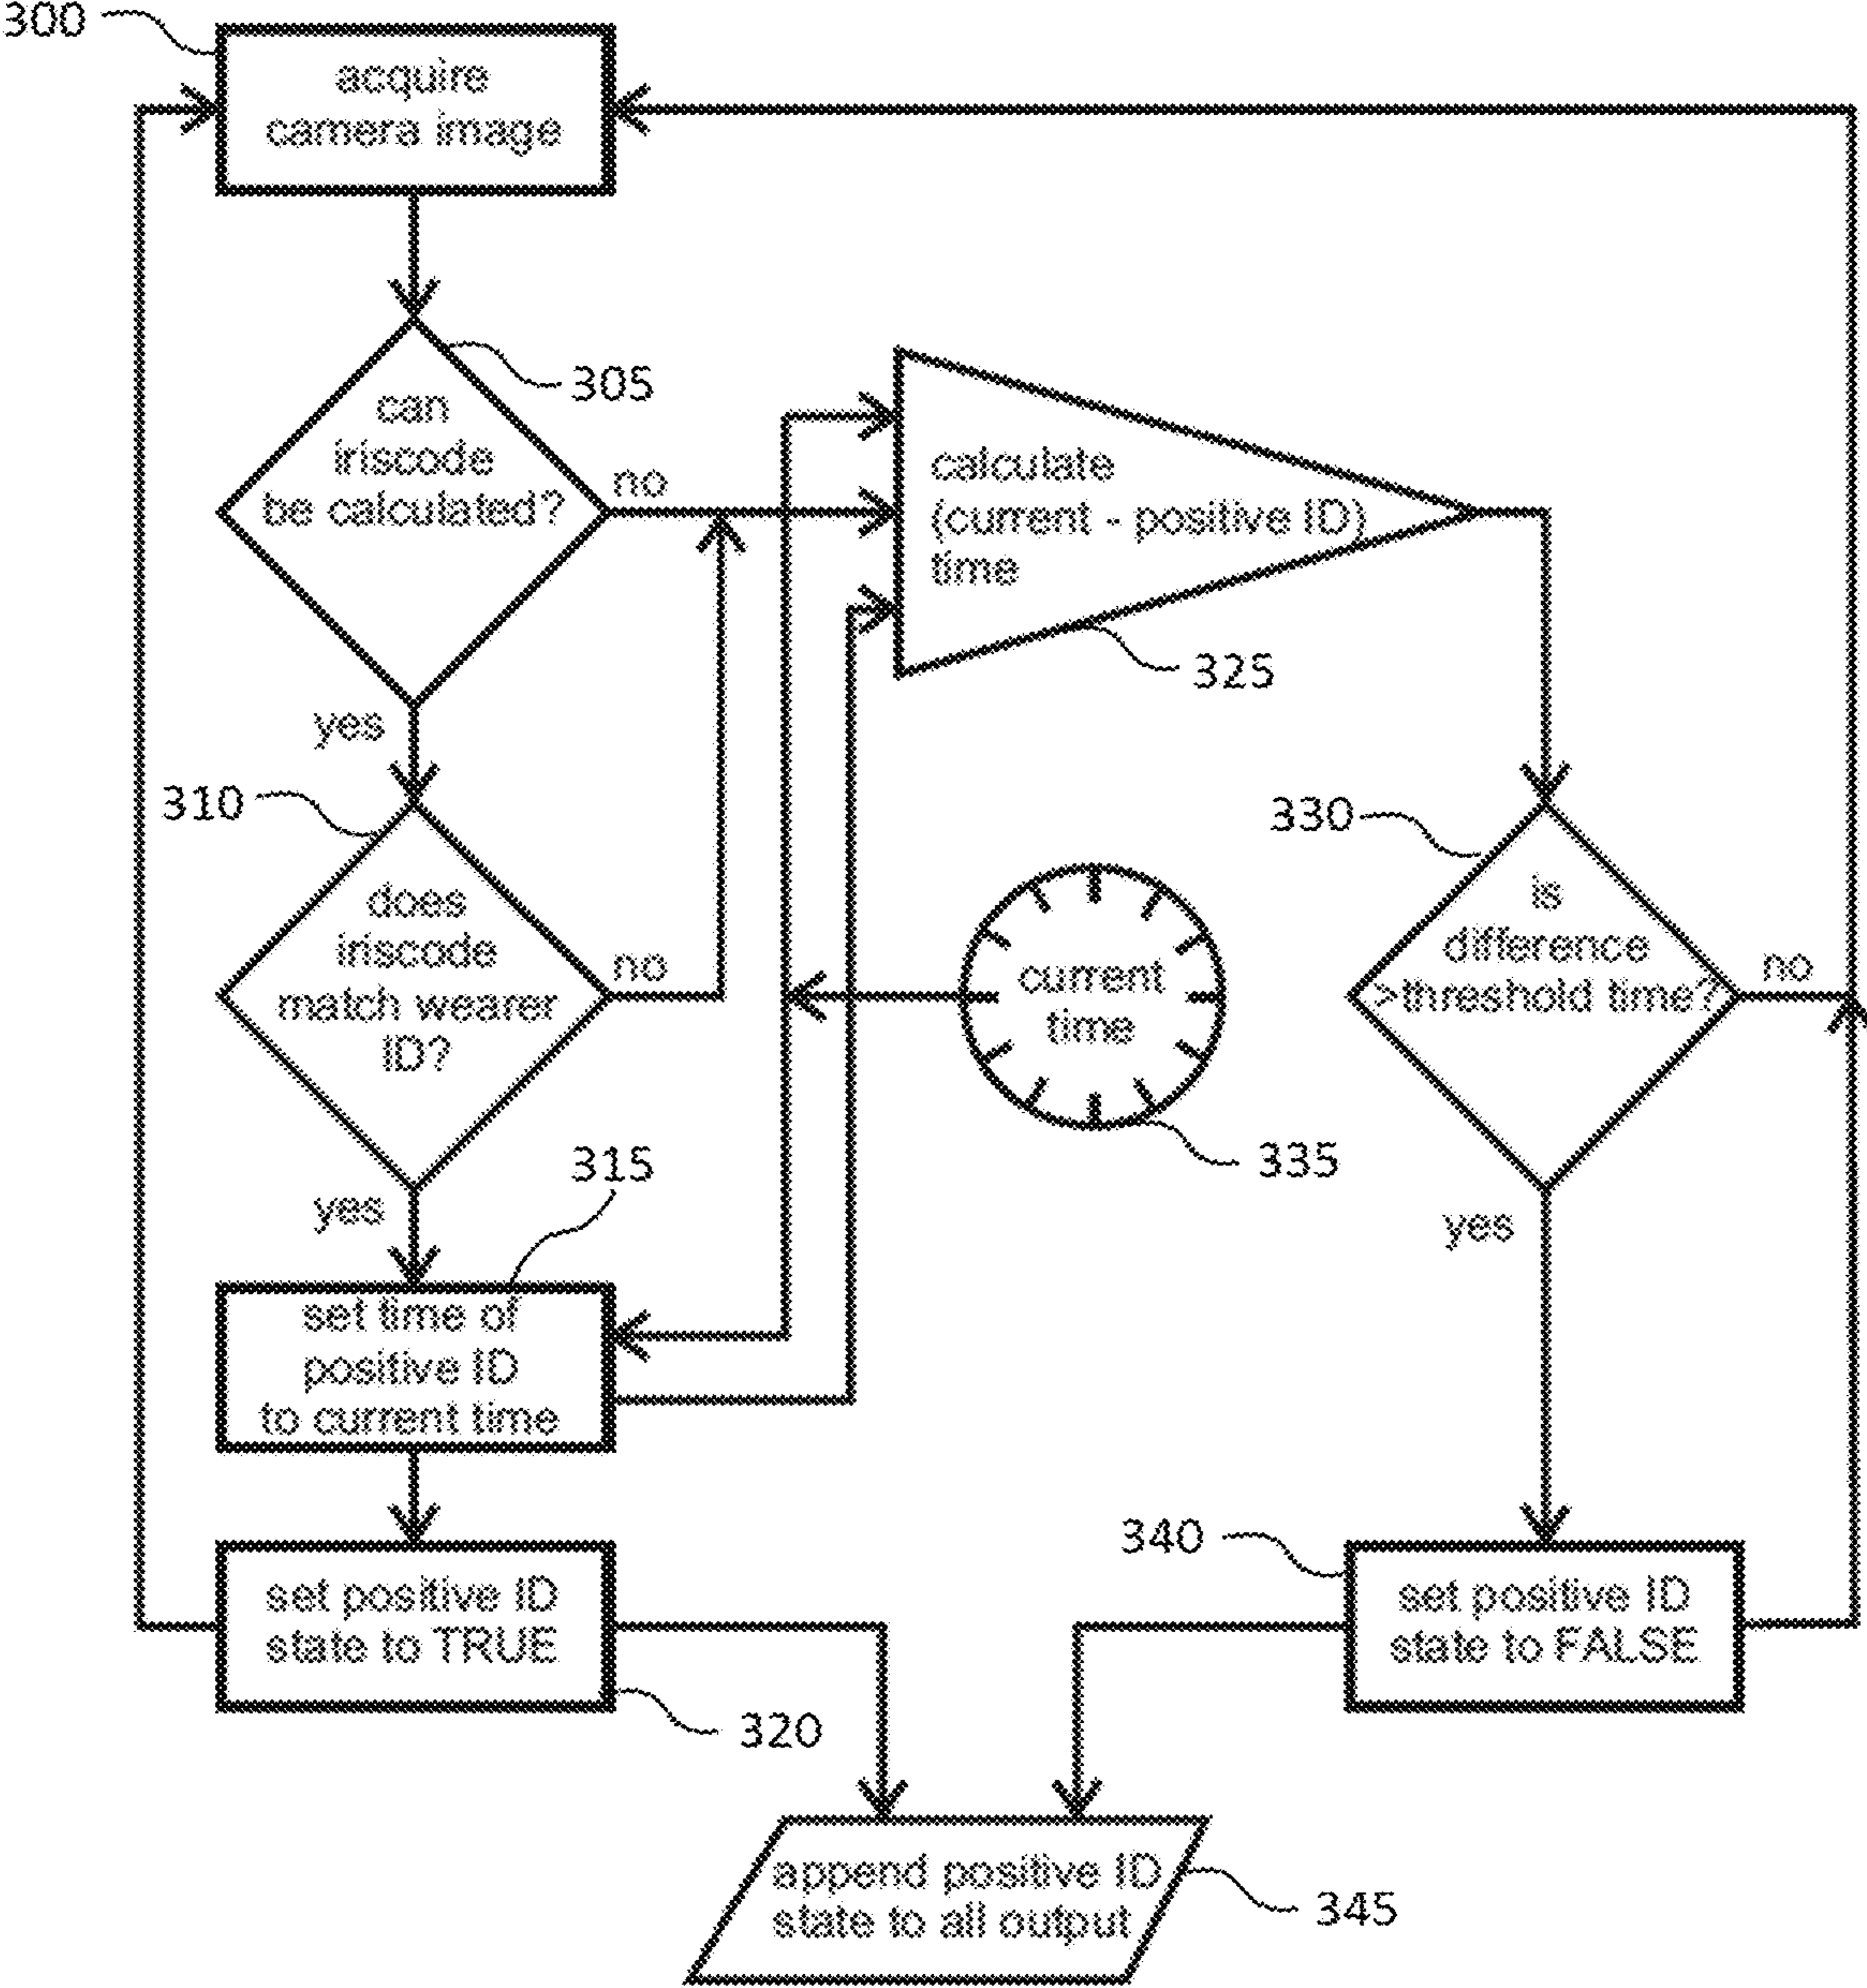 300
acquire
camera image
305
can
iriscode
be calculated?
no
yes
calculate
(current - positive ID)
time
325
310
does
iriscode
match wearer
ID?
no
yes
330
is
difference
>threshold time?
no
yes
current
time
335
315
set time of
positive ID
to current time
set positive ID
state to TRUE
320
340
set positive ID
state to FALSE
append positive ID
state to all output
345